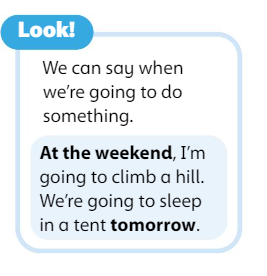 Look!
We can say when
we're going to do
something.
At the weekend, I'm
going to climb a hill.
We're going to sleep
in a tent tomorrow.